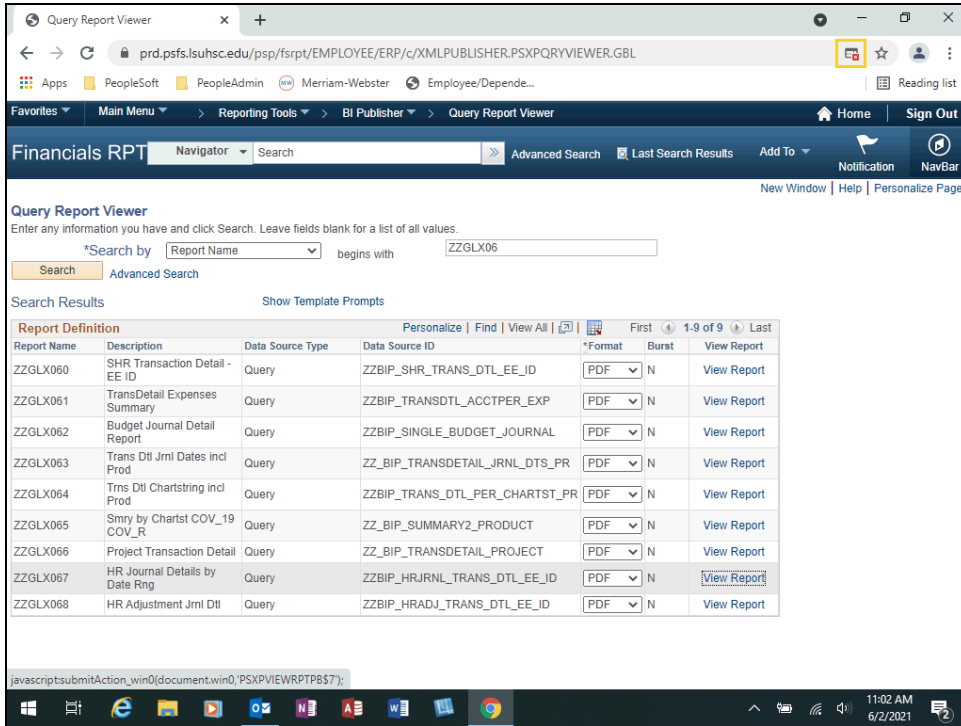 Query Report Viewer
prd.psfs.lsuhsc.edu/psp/fsrpt/EMPLOYEE/ERP/c/XMLPUBLISHER.PSXPQRYVIEWER.GBL
Apps PeopleSoft PeopleAdmin Merriam-Webster Employee/Depende... Reading list
Favorites Main Menu > Reporting Tools > BI Publisher > Query Report Viewer Home Sign Out
Financials RPT Navigator Search Advanced Search Last Search Results Add To Notification NavBar
New Window | Help | Personalize Page
Query Report Viewer
Enter any information you have and click Search. Leave fields blank for a list of all values.
*Search by Report Name begins with ZZGLX06
Search Advanced Search
Search Results Show Template Prompts
Report Definition Personalize | Find | View All | First 1-9 of 9 Last
Report Name Description Data Source Type Data Source ID *Format Burst View Report
ZZGLX060 SHR Transaction Detail - EE ID Query ZZBIP_SHR_TRANS_DTL_EE_ID PDF N View Report
ZZGLX061 TransDetail Expenses Summary Query ZZBIP_TRANSDTL_ACCTPER_EXP PDF N View Report
ZZGLX062 Budget Journal Detail Report Query ZZBIP_SINGLE_BUDGET_JOURNAL PDF N View Report
ZZGLX063 Trans Dtl Jrnl Dates incl Prod Query ZZ_BIP_TRANSDETAIL_JRNL_DTS_PR PDF N View Report
ZZGLX064 Trns Dtl Chartstring incl Prod Query ZZBIP_TRANS_DTL_PER_CHARTST_PR PDF N View Report
ZZGLX065 Smry by Chartst COV_19 COV_R Query ZZ_BIP_SUMMARY2_PRODUCT PDF N View Report
ZZGLX066 Project Transaction Detail Query ZZ_BIP_TRANSDETAIL_PROJECT PDF N View Report
ZZGLX067 HR Journal Details by Date Rng Query ZZBIP_HRJRNL_TRANS_DTL_EE_ID PDF N View Report
ZZGLX068 HR Adjustment Jrnl Dtl Query ZZBIP_HRADJ_TRANS_DTL_EE_ID PDF N View Report
javascript:submitAction_win0(document.win0,'PSXPVIEWRPTPB$7');
11:02 AM
6/2/2021
2